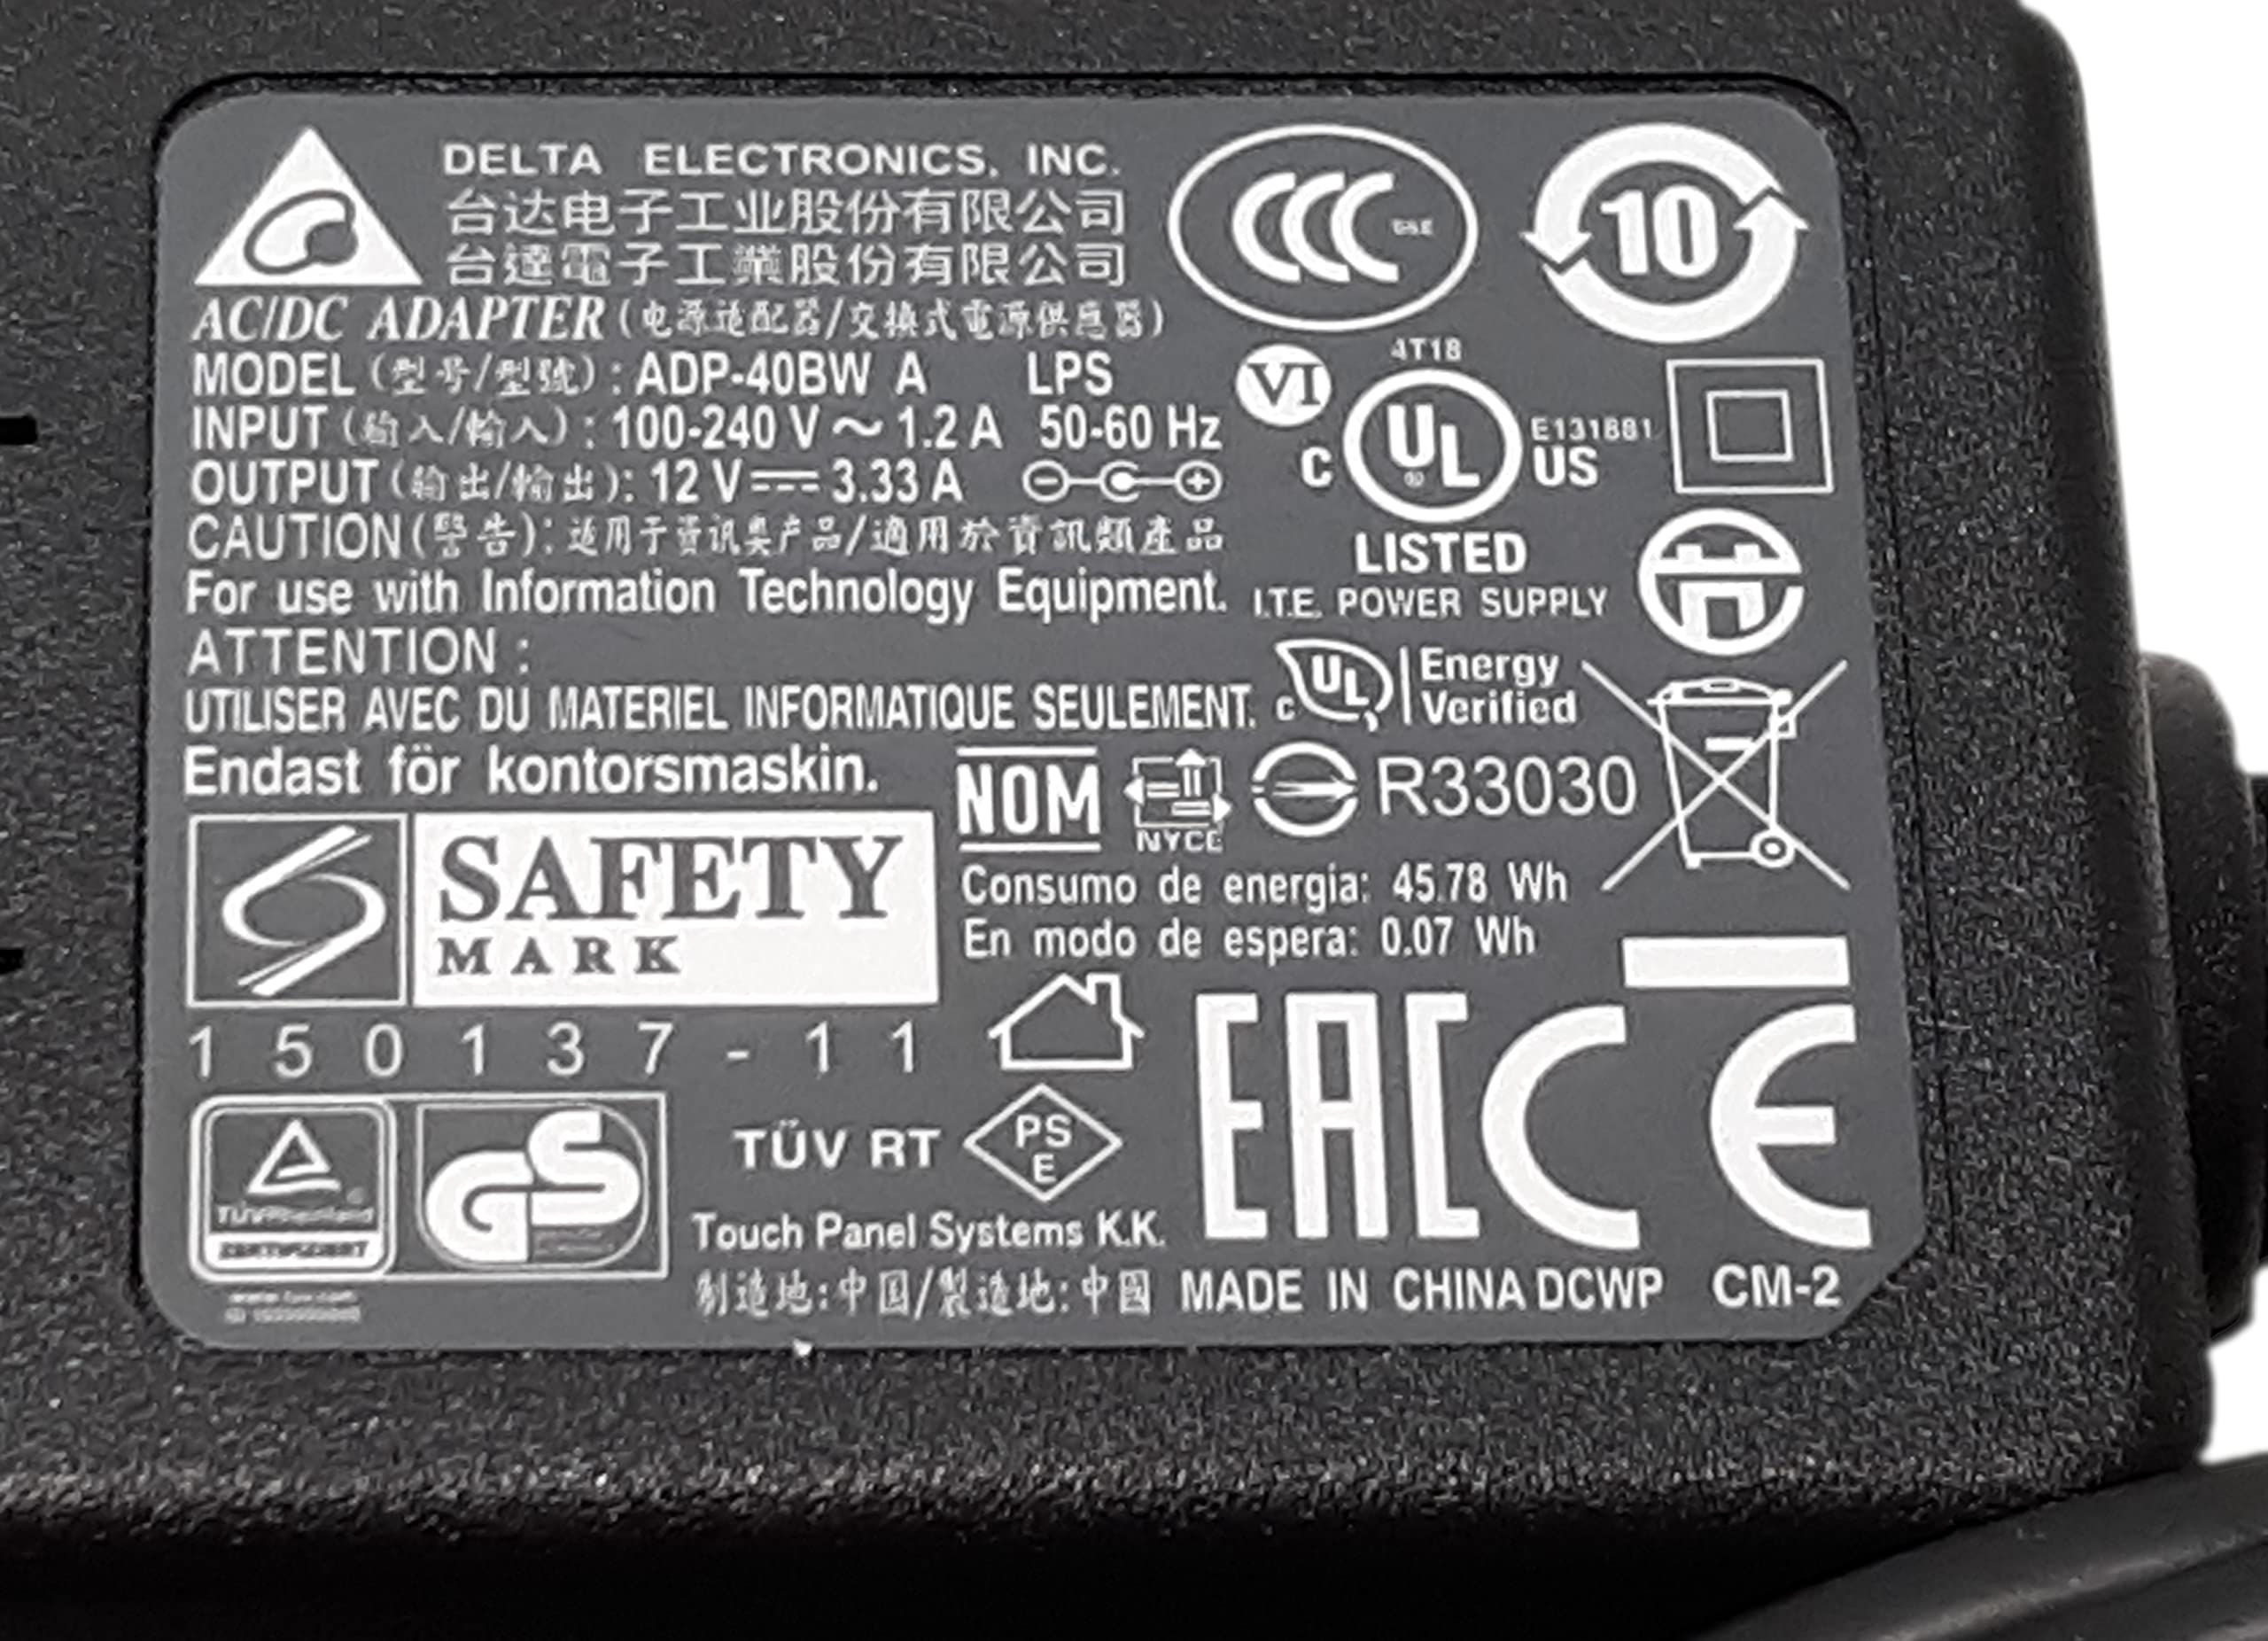 DELTA ELECTRONICS, INC.
台达电子工业股份有限公司
台達電子工業股份有限公司
AC/DC ADAPTER (电源适配器/交換式電源供應器)
MODEL (型号/型號) : ADP-40BW A LPS
INPUT (输入/輸入) : 100-240 V ~ 1.2 A 50-60 Hz
OUTPUT (输出/輸出): 12 V 3.33 A
CAUTION (警告): 适用于资讯类产品/適用於資訊類產品
For use with Information Technology Equipment.
ATTENTION :
UTILISER AVEC DU MATERIEL INFORMATIQUE SEULEMENT.
Endast för kontorsmaskin.
CCC
10
VI
4T18
C UL US
®
E131881
LISTED
I.T.E. POWER SUPPLY
c UL Energy
Verified
NOM
NYCE
R33030
SAFETY
MARK
Consumo de energía: 45.78 Wh
En modo de espera: 0.07 Wh
150137-11
TÜVRheinland
ZERTIFIZIERT
GS
TÜV RT
PS
E
EAC CE
Touch Panel Systems K.K.
制造地:中国/製造地:中國 MADE IN CHINA DCWP CM-2